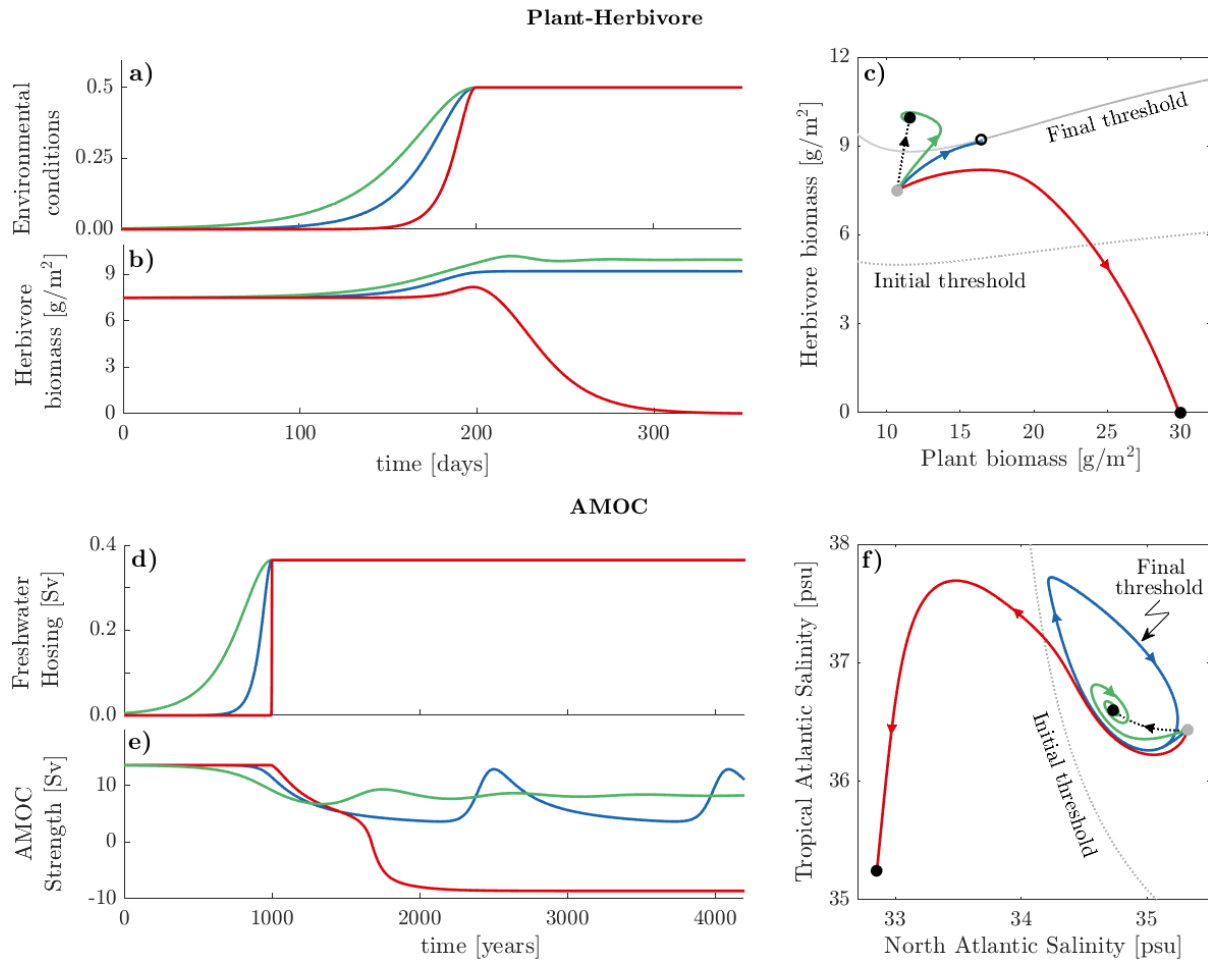 Plant-Herbivore
a)
Environmental
conditions
0.5
0.25
0.00
b)
Herbivore
biomass [g/m²]
9
6
3
0
0
100
200
300
time [days]
c)
Herbivore biomass [g/m²]
12
9
6
3
0
Final threshold
Initial threshold
10
15
20
25
30
Plant biomass [g/m²]
AMOC
d)
Freshwater
Hosing [Sv]
0.4
0.2
0.0
e)
AMOC
Strength [Sv]
10
0
-10
0
1000
2000
3000
4000
time [years]
f)
Tropical Atlantic Salinity [psu]
38
37
36
35
Final
threshold
Initial threshold
33
34
35
North Atlantic Salinity [psu]